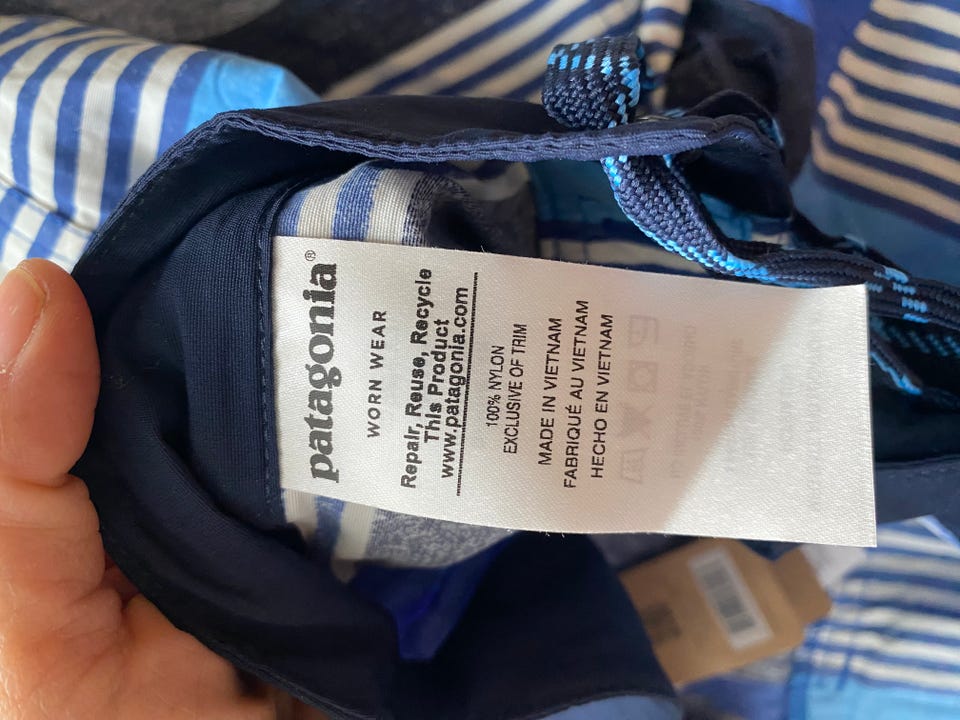 patagonia®
WORN WEAR
Repair, Reuse, Recycle
This Product
www.patagonia.com
100% NYLON
EXCLUSIVE OF TRIM
MADE IN VIETNAM
FABRIQUÉ AU VIETNAM
HECHO EN VIETNAM